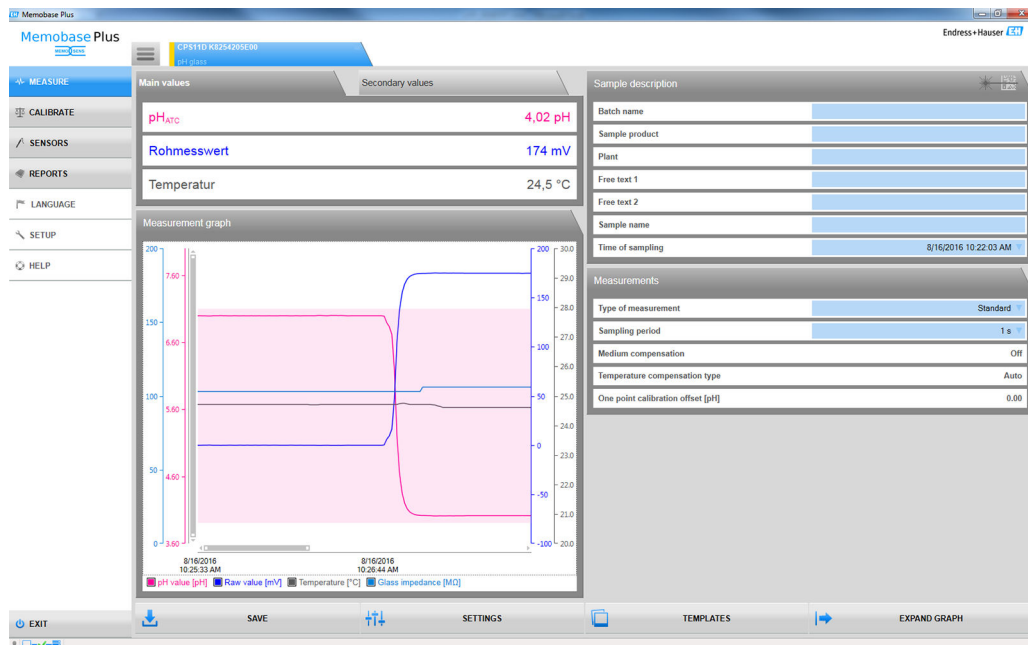 Memobase Plus
Memobase Plus
MEMO SENS
Endress+Hauser EH
CPS11D K8254205E00
pH glass
MEASURE
CALIBRATE
SENSORS
REPORTS
LANGUAGE
SETUP
HELP
EXIT
Main values
Secondary values
pHATC 4,02 pH
Rohmesswert 174 mV
Temperatur 24,5 °C
Measurement graph
200
150
100
50
0
7.60
6.60
5.60
4.60
3.60
200
150
100
50
0
-50
-100
30.0
29.0
28.0
27.0
26.0
25.0
24.0
23.0
22.0
21.0
20.0
8/16/2016
10:25:33 AM
8/16/2016
10:26:44 AM
pH value [pH] Raw value [mV] Temperature [°C] Glass impedance [MΩ]
Sample description
Batch name
Sample product
Plant
Free text 1
Free text 2
Sample name
Time of sampling 8/16/2016 10:22:03 AM
Measurements
Type of measurement Standard
Sampling period 1 s
Medium compensation Off
Temperature compensation type Auto
One point calibration offset [pH] 0.00
SAVE
SETTINGS
TEMPLATES
EXPAND GRAPH